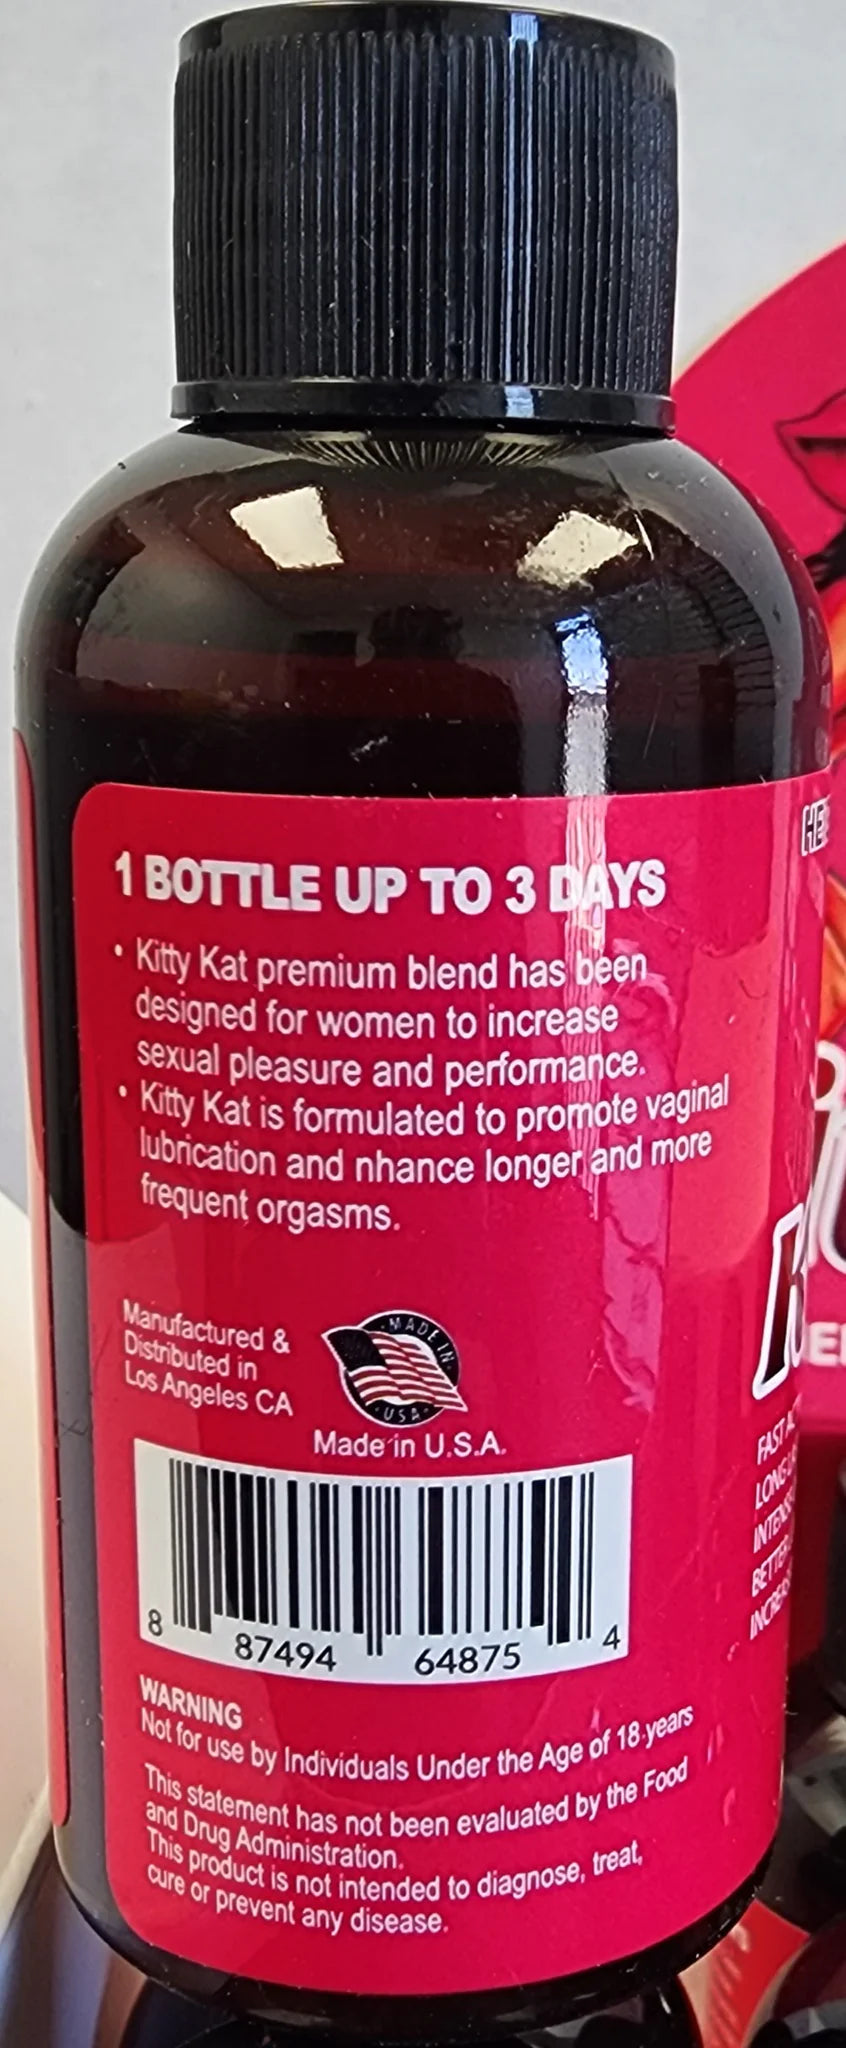 1 BOTTLE UP TO 3 DAYS
• Kitty Kat premium blend has been
designed for women to increase
sexual pleasure and performance.
• Kitty Kat is formulated to promote vaginal
lubrication and nhance longer and more
frequent orgasms.
Manufactured &
Distributed in
Los Angeles CA
MADE IN
USA
Made in U.S.A.
8 87494 64875 4
WARNING
Not for use by Individuals Under the Age of 18 years
This statement has not been evaluated by the Food
and Drug Administration.
This product is not intended to diagnose, treat,
cure or prevent any disease.
FAST
LONG